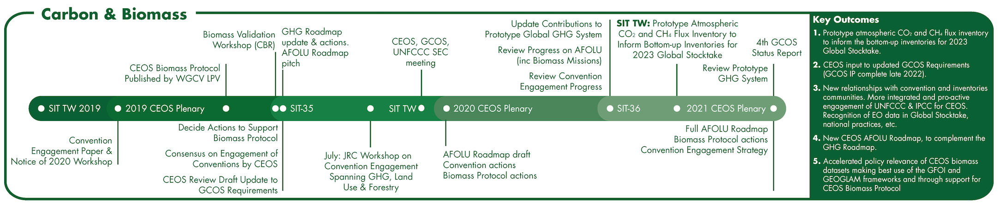 Carbon & Biomass
Biomass Validation
Workshop (CBR)
GHG Roadmap
update & actions.
AFOLU Roadmap
pitch
CEOS Biomass Protocol
Published by WGCV LPV
CEOS, GCOS,
UNFCCC SEC
meeting
Update Contributions to
Prototype Global GHG System
Review Progress on AFOLU
(inc Biomass Missions)
Review Convention
Engagement Progress
SIT TW: Prototype Atmospheric
CO₂ and CH₄ Flux Inventory to
Inform Bottom-up Inventories for
2023 Global Stocktake
Review Prototype
GHG System
4th GCOS
Status Report
SIT TW 2019
2019 CEOS Plenary
SIT-35
SIT TW
2020 CEOS Plenary
SIT-36
2021 CEOS Plenary
Convention
Engagement Paper &
Notice of 2020 Workshop
Decide Actions to Support
Biomass Protocol
Consensus on Engagement of
Conventions by CEOS
CEOS Review Draft Update to
GCOS Requirements
July: JRC Workshop on
Convention Engagement
Spanning GHG, Land
Use & Forestry
AFOLU Roadmap draft
Convention actions
Biomass Protocol actions
Full AFOLU Roadmap
Biomass Protocol actions
Convention Engagement Strategy
Key Outcomes
1. Prototype atmospheric CO₂ and CH₄ flux inventory
to inform the bottom-up inventories for 2023
Global Stocktake.
2. CEOS input to updated GCOS Requirements
(GCOS IP complete late 2022).
3. New relationships with convention and inventories
communities. More integrated and pro-active
engagement of UNFCCC & IPCC for CEOS.
Recognition of EO data in Global Stocktake,
national practices, etc.
4. New CEOS AFOLU Roadmap, to complement the
GHG Roadmap.
5. Accelerated policy relevance of CEOS biomass
datasets making best use of the GFOI and
GEOGLAM frameworks and through support for
CEOS Biomass Protocol